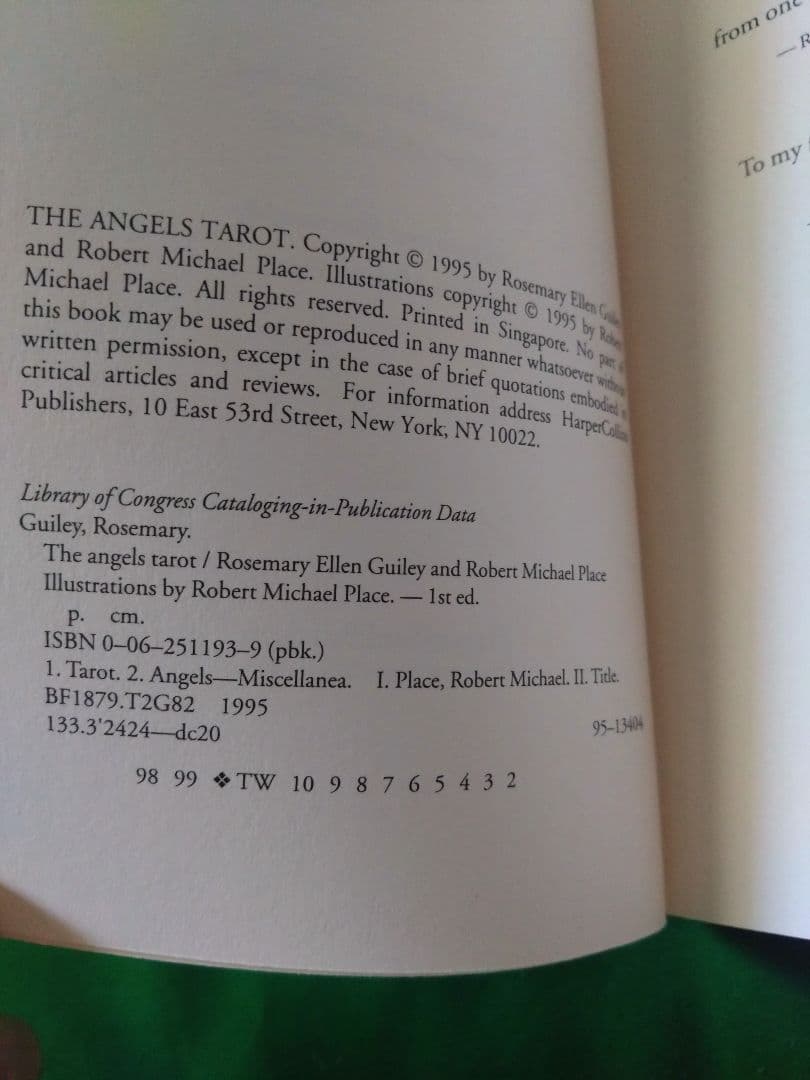 THE ANGELS TAROT. Copyright © 1995 by Rosemary Ellen
and Robert Michael Place. Illustrations copyright © 1995 by
Michael Place. All rights reserved. Printed in Singapore. No part
this book may be used or reproduced in any manner whatsoever
written permission, except in the case of brief quotations embodied
critical articles and reviews. For information address
Publishers, 10 East 53rd Street, New York, NY 10022.
Library of Congress Cataloging-in-Publication Data
Guiley, Rosemary.
The angels tarot / Rosemary Ellen Guiley and Robert Michael Place
Illustrations by Robert Michael Place. — 1st ed.
p. cm.
ISBN 0–06–251193–9 (pbk.)
1. Tarot. 2. Angels—Miscellanea. I. Place, Robert Michael. II. Title.
BF1879.T2G82 1995
133.3'2424—dc20 95–13404
98 99 ❖ TW 10 9 8 7 6 5 4 3 2
from one
—R
To my